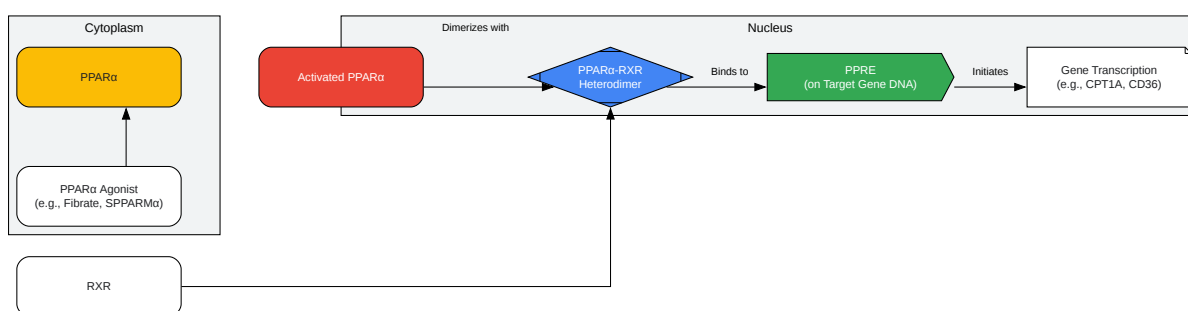 Cytoplasm
PPARα
PPARα Agonist
(e.g., Fibrate, SPPARMα)
RXR
Dimerizes with
Nucleus
Activated PPARα
PPARα-RXR
Heterodimer
Binds to
PPRE
(on Target Gene DNA)
Initiates
Gene Transcription
(e.g., CPT1A, CD36)